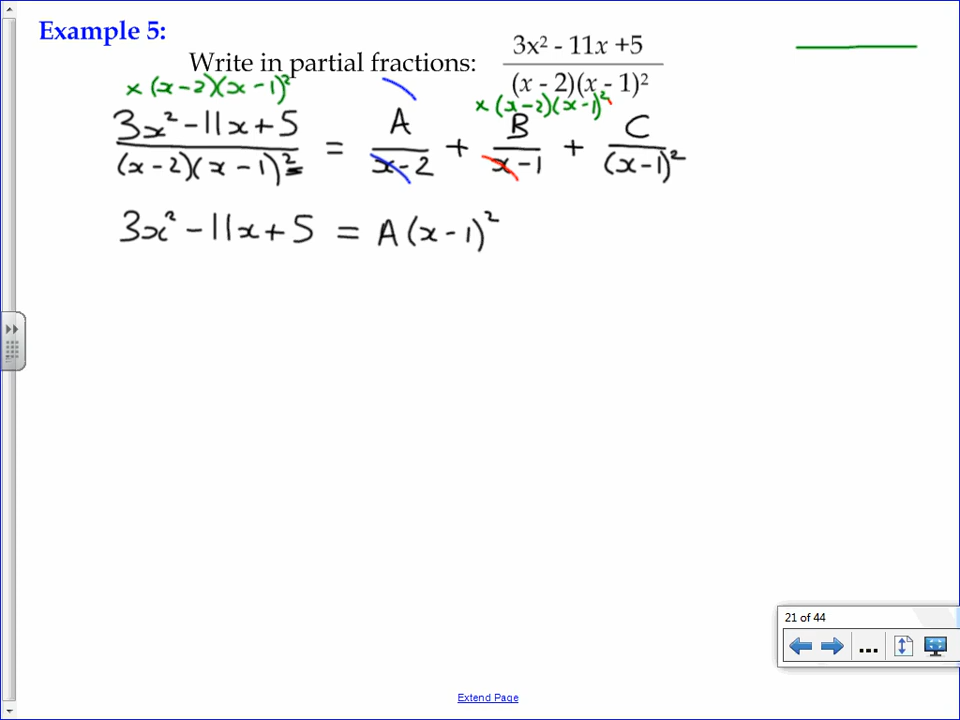 Example 5:
Write in partial fractions: 3x² - 11x +5
(x - 2)(x - 1)²
× (x-2)(x-1)²
× (x-2)(x-1)²
3x² - 11x + 5 = A + B + C
(x-2)(x-1)² x-2 x-1 (x-1)²
3x² - 11x + 5 = A (x-1)²
21 of 44
...
Extend Page